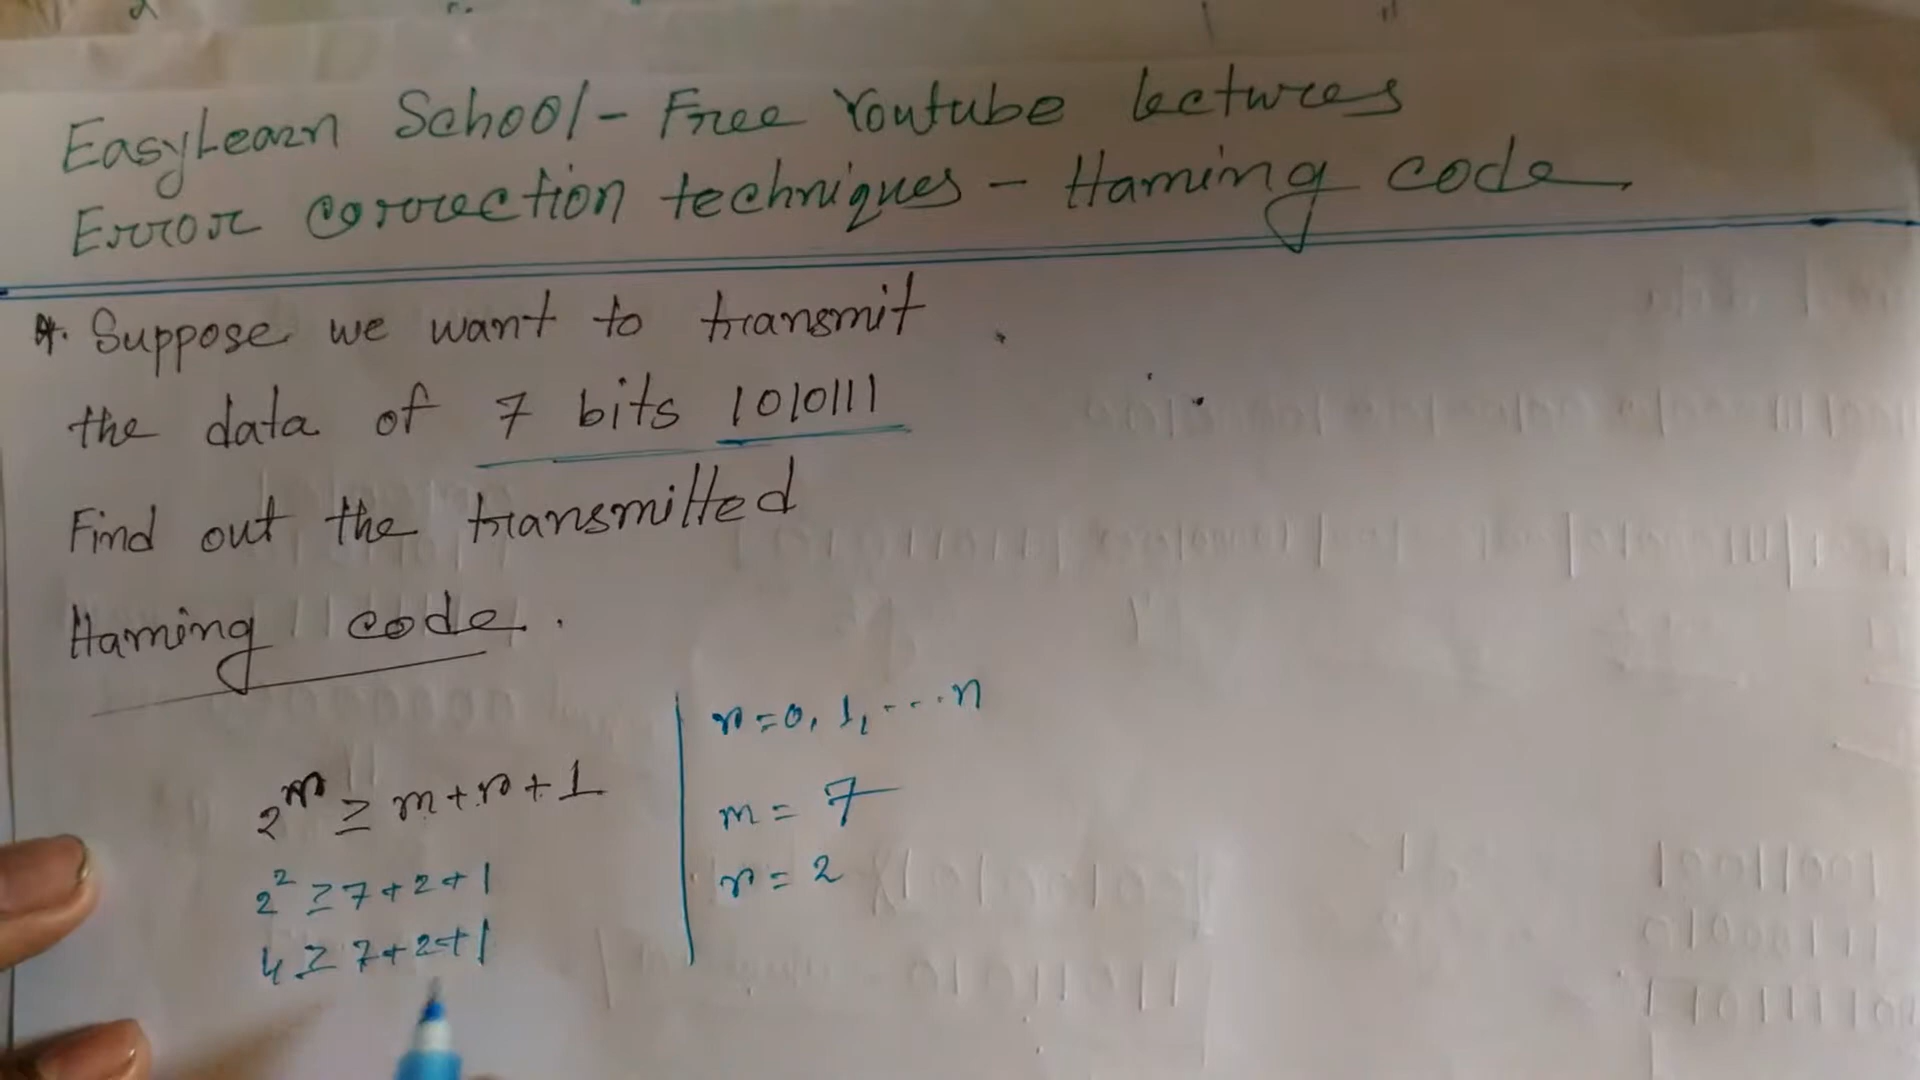 EasyLearn School - Free Youtube lectures
Error correction techniques - Haming code
Suppose we want to transmit
the data of 7 bits 1010111
Find out the transmitted
Haming code.
r = 0, 1, ... n
2^r ≥ m + r + 1
m = 7
2^2 ≥ 7 + 2 + 1
r = 2
4 ≥ 7 + 2 + 1